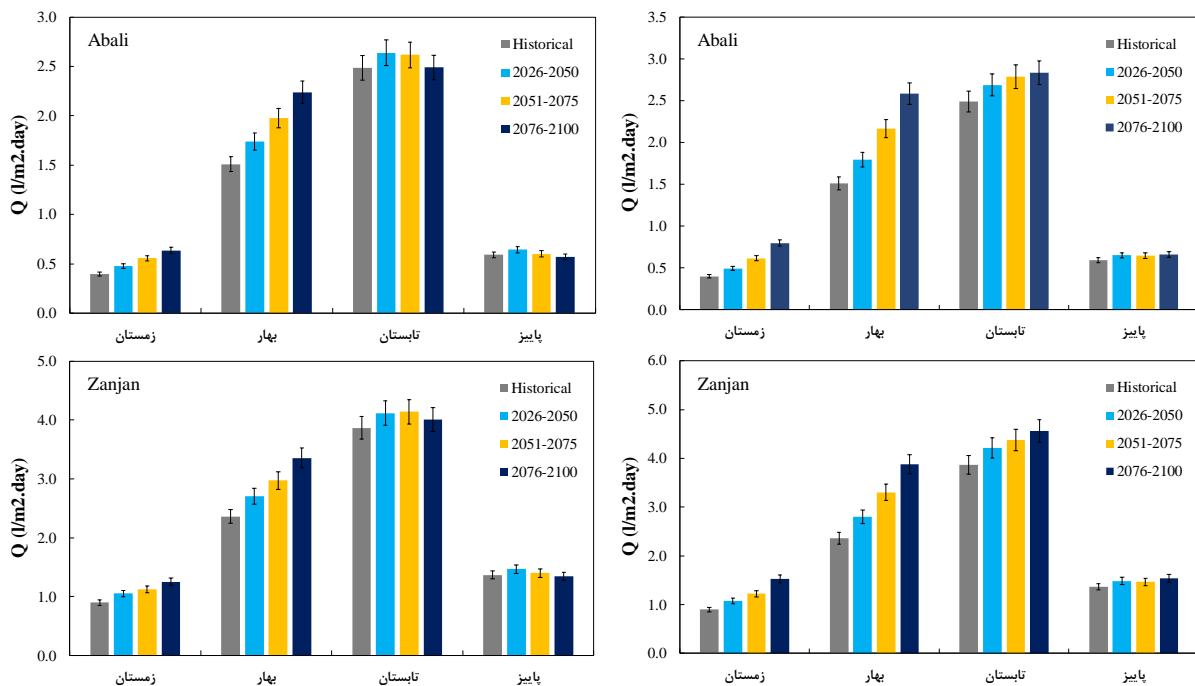 Abali
Q (l/m2.day)
3.0
2.5
2.0
1.5
1.0
0.5
0.0
Historical
2026-2050
2051-2075
2076-2100
زمستان
بهار
تابستان
پاییز
Abali
Q (l/m2.day)
3.5
3.0
2.5
2.0
1.5
1.0
0.5
0.0
Historical
2026-2050
2051-2075
2076-2100
زمستان
بهار
تابستان
پاییز
Zanjan
Q (l/m2.day)
5.0
4.0
3.0
2.0
1.0
0.0
Historical
2026-2050
2051-2075
2076-2100
زمستان
بهار
تابستان
پاییز
Zanjan
Q (l/m2.day)
6.0
5.0
4.0
3.0
2.0
1.0
0.0
Historical
2026-2050
2051-2075
2076-2100
زمستان
بهار
تابستان
پاییز